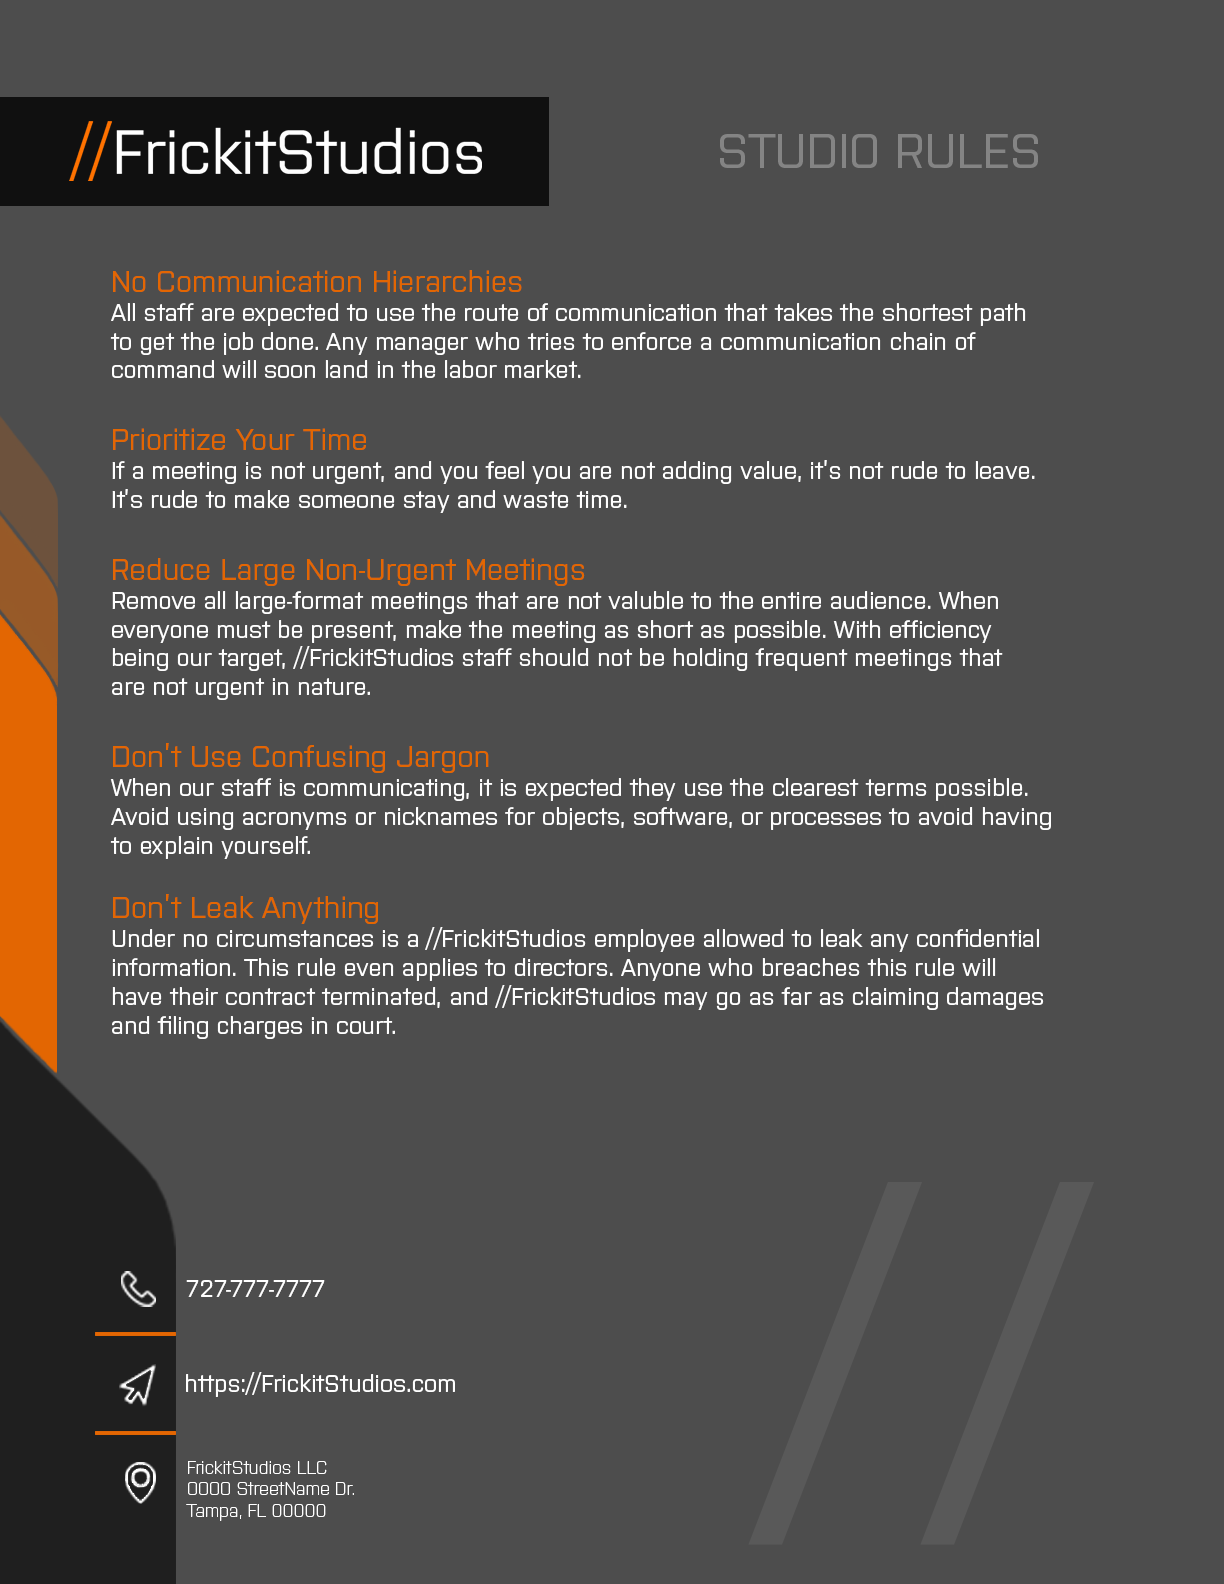 //FrickitStudios
STUDIO RULES
No Communication Hierarchies
All staff are expected to use the route of communication that takes the shortest path
to get the job done. Any manager who tries to enforce a communication chain of
command will soon land in the labor market.
Prioritize Your Time
If a meeting is not urgent, and you feel you are not adding value, it's not rude to leave.
It's rude to make someone stay and waste time.
Reduce Large Non-Urgent Meetings
Remove all large-format meetings that are not valuble to the entire audience. When
everyone must be present, make the meeting as short as possible. With efficiency
being our target, //FrickitStudios staff should not be holding frequent meetings that
are not urgent in nature.
Don't Use Confusing Jargon
When our staff is communicating, it is expected they use the clearest terms possible.
Avoid using acronyms or nicknames for objects, software, or processes to avoid having
to explain yourself.
Don't Leak Anything
Under no circumstances is a //FrickitStudios employee allowed to leak any confidential
information. This rule even applies to directors. Anyone who breaches this rule will
have their contract terminated, and //FrickitStudios may go as far as claiming damages
and filing charges in court.
727-777-7777
https://FrickitStudios.com
FrickitStudios LLC
0000 StreetName Dr.
Tampa, FL 00000
//